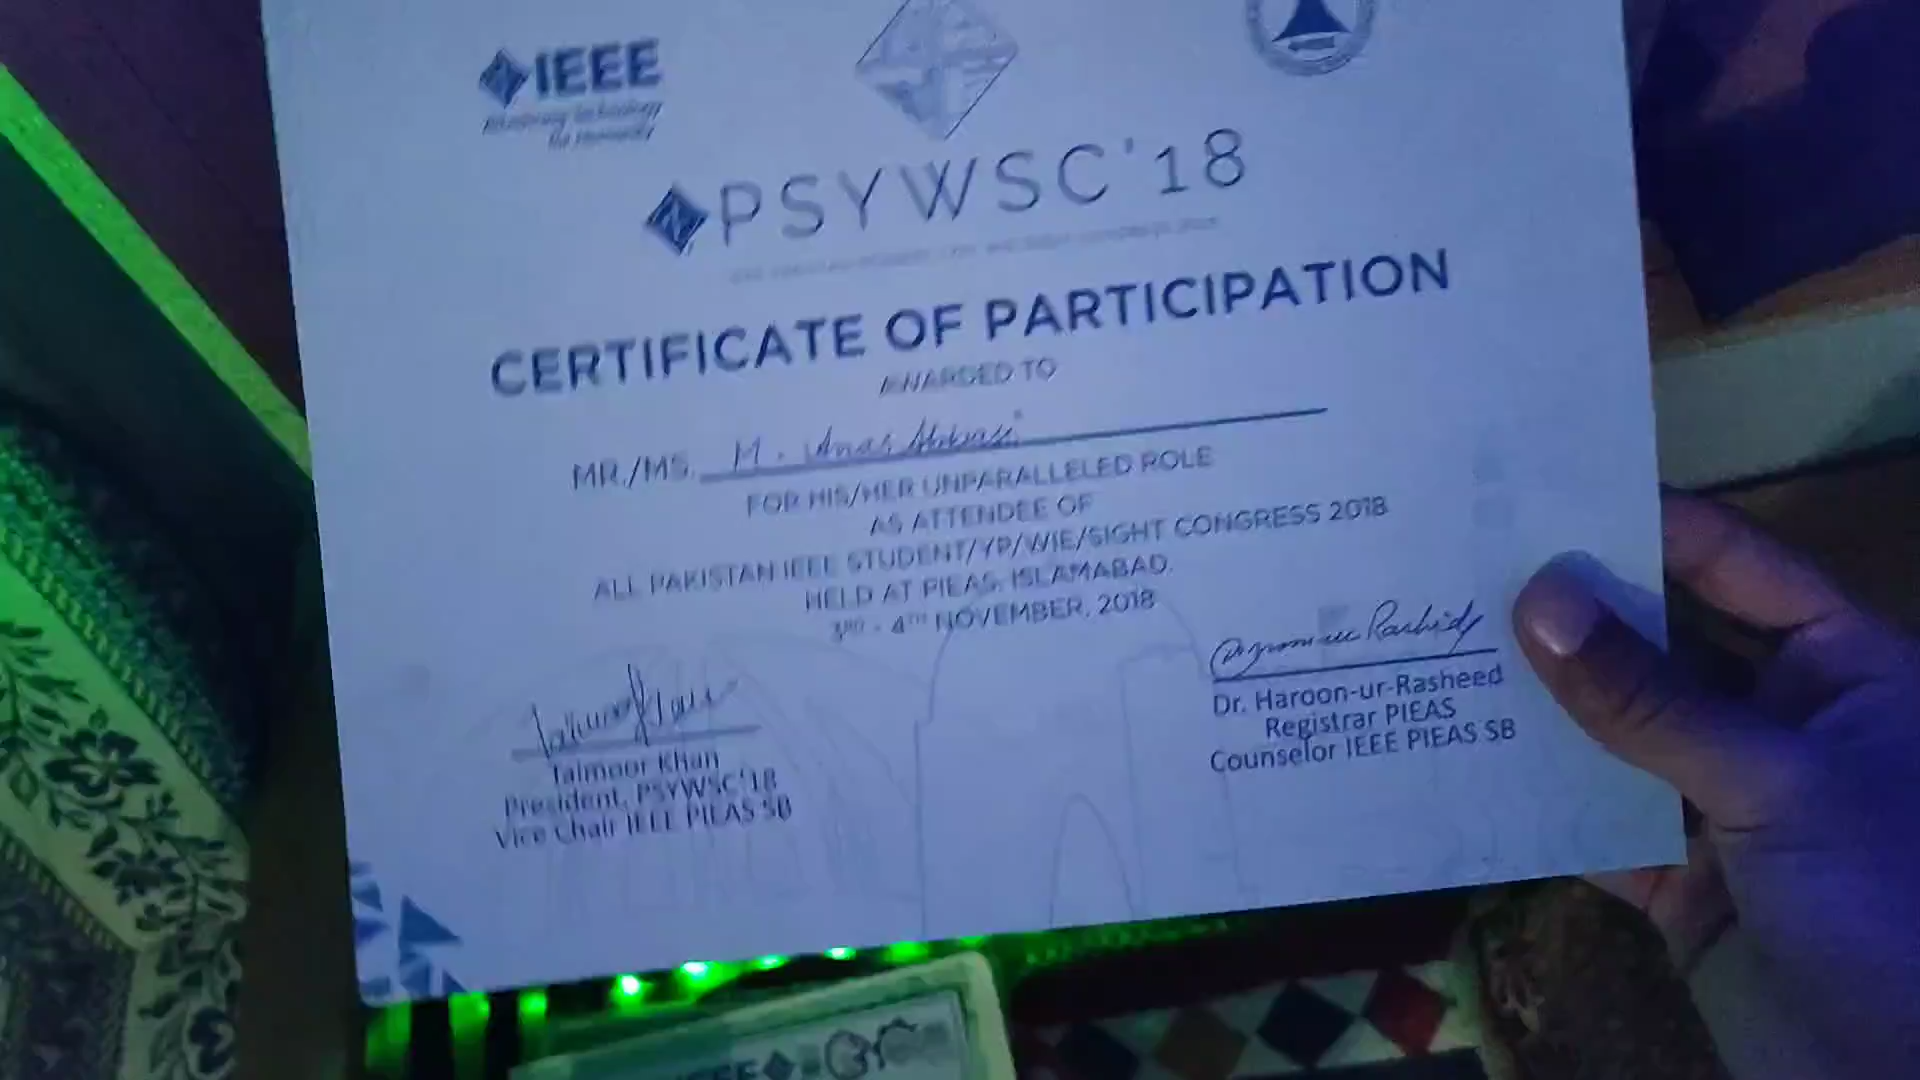 IEEE
PSYWSC'18
CERTIFICATE OF PARTICIPATION
AWARDED TO
MR./MS. M. Anas Abbasi
FOR HIS/HER UNPARALLELED ROLE
AS ATTENDEE OF
ALL PAKISTAN IEEE STUDENT/YP/WIE/SIGHT CONGRESS 2018
HELD AT PIEAS, ISLAMABAD.
3RD - 4TH NOVEMBER, 2018
Taimoor Khan
President, PSYWSC'18
Vice Chair IEEE PIEAS SB
Dr. Haroon-ur-Rasheed
Registrar PIEAS
Counselor IEEE PIEAS SB